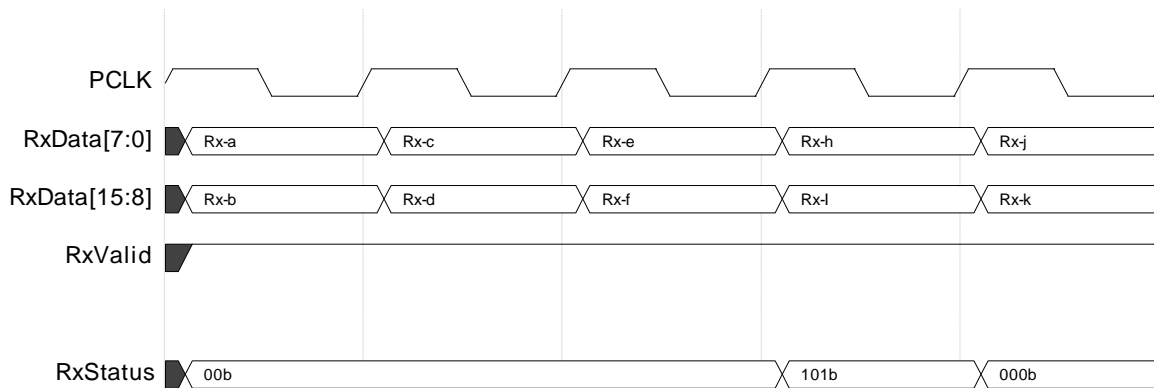 PCLK
RxData[7:0] Rx-a Rx-c Rx-e Rx-h Rx-j
RxData[15:8] Rx-b Rx-d Rx-f Rx-I Rx-k
RxValid
RxStatus 00b 101b 000b